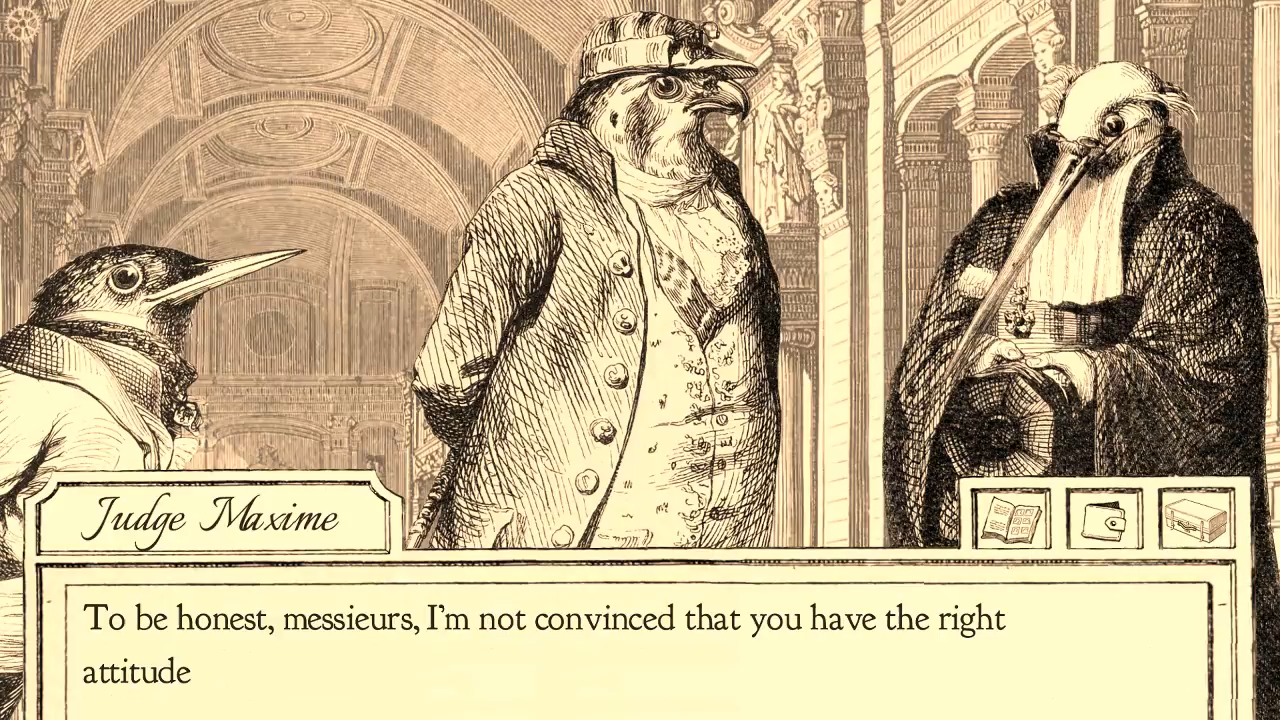 Judge Maxime
To be honest, messieurs, I'm not convinced that you have the right
attitude